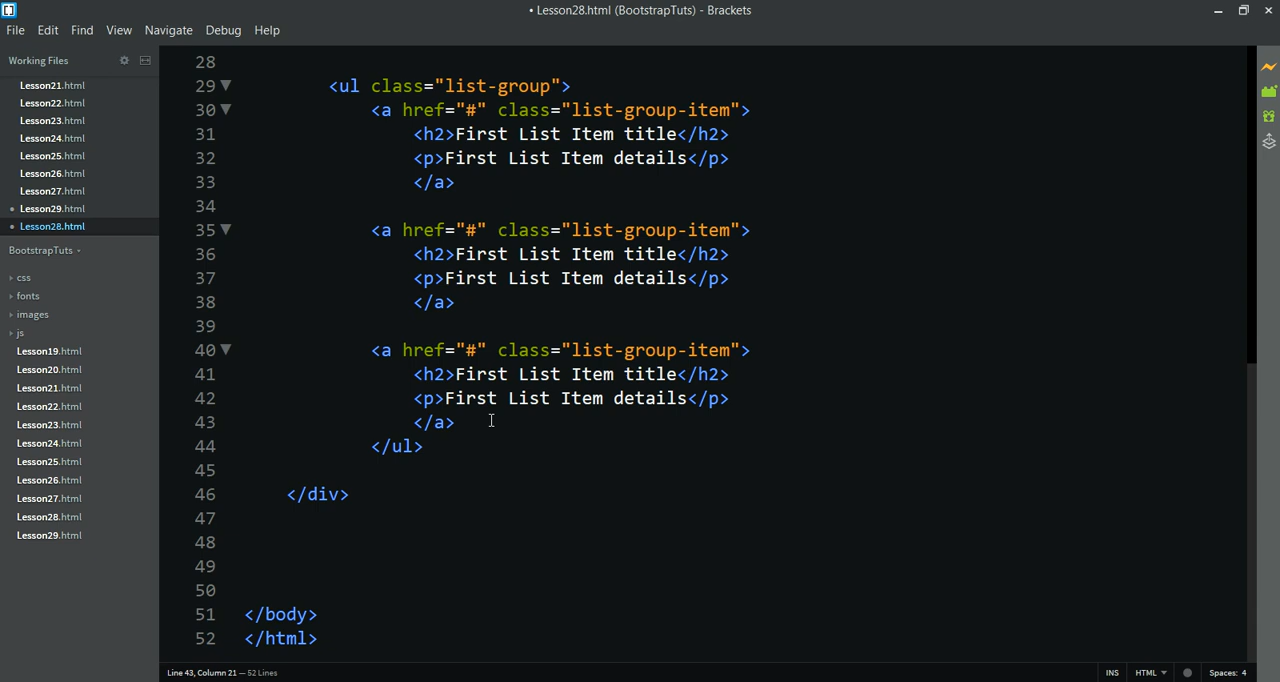 • Lesson28.html (BootstrapTuts) - Brackets
File Edit Find View Navigate Debug Help
Working Files
Lesson21.html
Lesson22.html
Lesson23.html
Lesson24.html
Lesson25.html
Lesson26.html
Lesson27.html
• Lesson29.html
• Lesson28.html
BootstrapTuts
css
fonts
images
js
Lesson19.html
Lesson20.html
Lesson21.html
Lesson22.html
Lesson23.html
Lesson24.html
Lesson25.html
Lesson26.html
Lesson27.html
Lesson28.html
Lesson29.html
28
29 <ul class="list-group">
30 <a href="#" class="list-group-item">
31 <h2>First List Item title</h2>
32 <p>First List Item details</p>
33 </a>
34
35 <a href="#" class="list-group-item">
36 <h2>First List Item title</h2>
37 <p>First List Item details</p>
38 </a>
39
40 <a href="#" class="list-group-item">
41 <h2>First List Item title</h2>
42 <p>First List Item details</p>
43 </a>
44 </ul>
45
46 </div>
47
48
49
50
51 </body>
52 </html>
Line 43, Column 21 — 52 Lines
INS HTML Spaces: 4